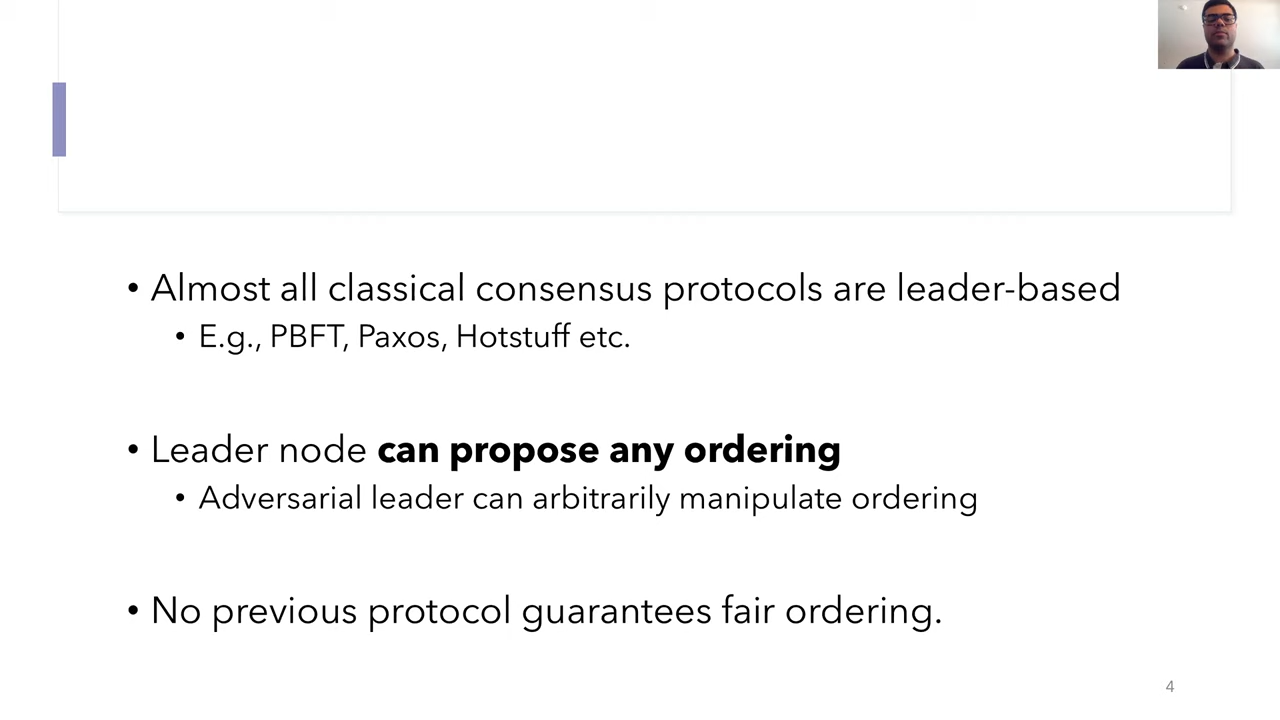 • Almost all classical consensus protocols are leader-based
• E.g., PBFT, Paxos, Hotstuff etc.
• Leader node can propose any ordering
• Adversarial leader can arbitrarily manipulate ordering
• No previous protocol guarantees fair ordering.
4